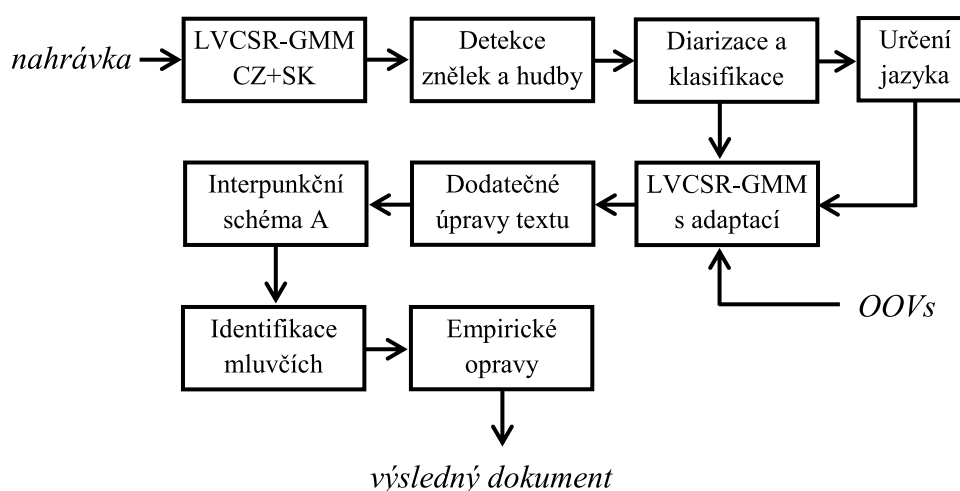 nahrávka
LVCSR-GMM
CZ+SK
Detekce
znělek a hudby
Diarizace a
klasifikace
Určení
jazyka
Interpunkční
schéma A
Dodatečné
úpravy textu
LVCSR-GMM
s adaptací
OOVs
Identifikace
mluvčích
Empirické
opravy
výsledný dokument